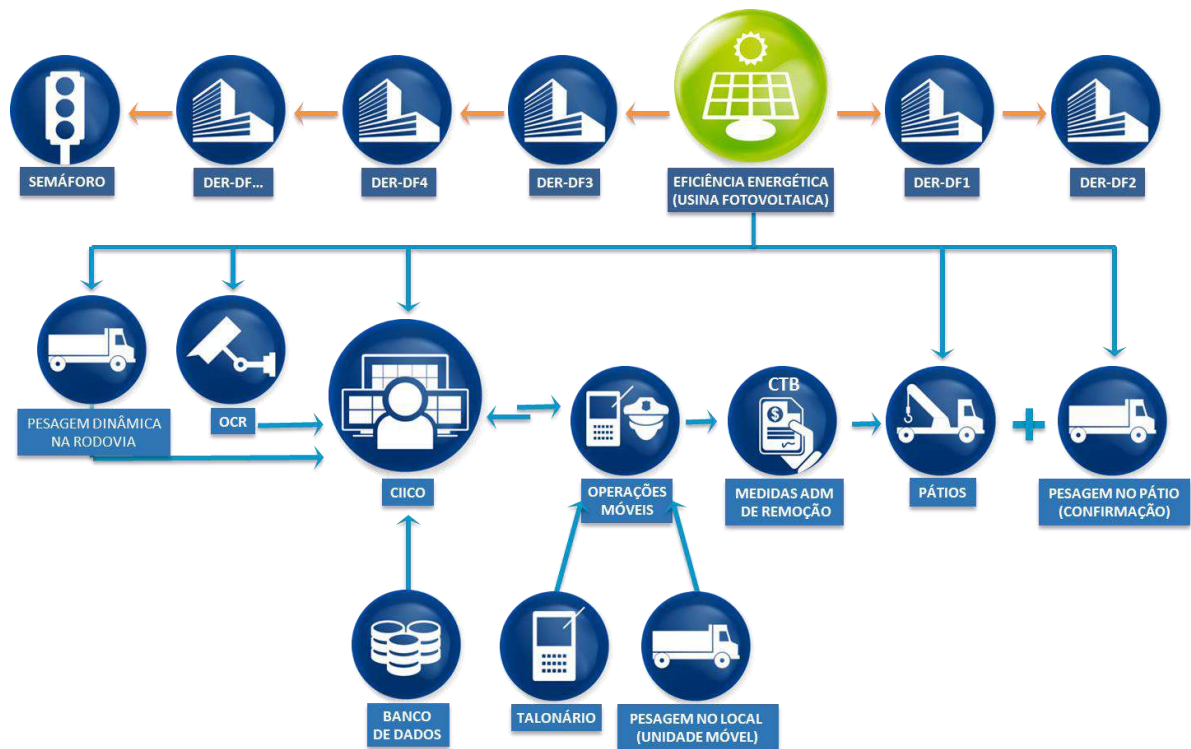 SEMÁFORO
DER-DF...
DER-DF4
DER-DF3
EFICIÊNCIA ENERGÉTICA
(USINA FOTOVOLTAICA)
DER-DF1
DER-DF2
PESAGEM DINÂMICA
NA RODOVIA
OCR
CIICO
OPERAÇÕES
MÓVEIS
CTB
$
MEDIDAS ADM
DE REMOÇÃO
PÁTIOS
PESAGEM NO PÁTIO
(CONFIRMAÇÃO)
BANCO
DE DADOS
TALONÁRIO
PESAGEM NO LOCAL
(UNIDADE MÓVEL)